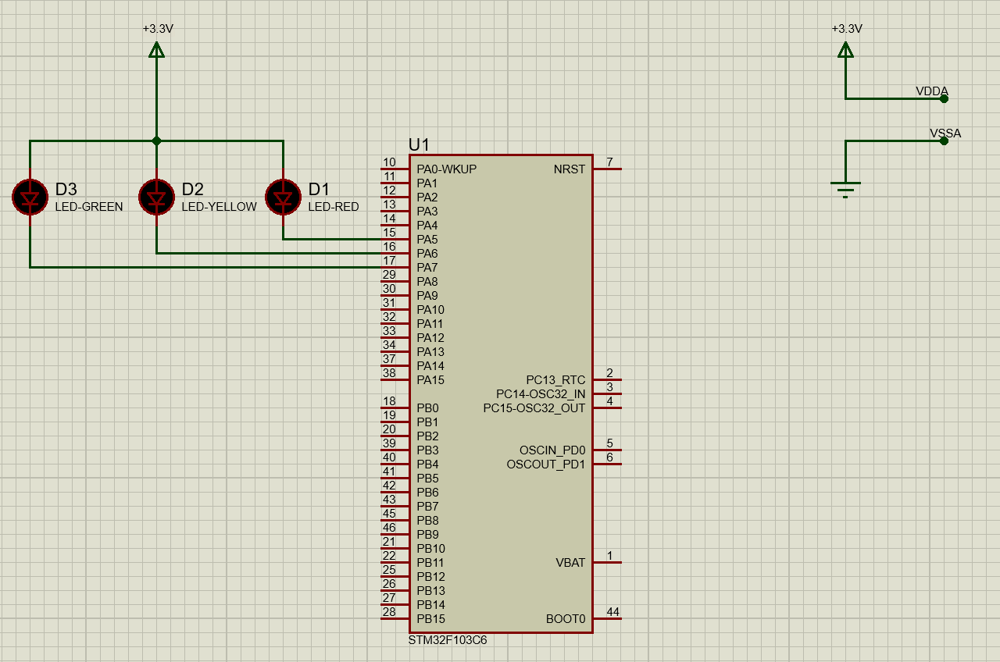 +3.3V
+3.3V
VDDA
VSSA
U1
D3
LED-GREEN
D2
LED-YELLOW
D1
LED-RED
10 PA0-WKUP NRST 7
11 PA1
12 PA2
13 PA3
14 PA4
15 PA5
16 PA6
17 PA7
29 PA8
30 PA9
31 PA10
32 PA11
33 PA12
34 PA13
37 PA14
38 PA15 PC13_RTC 2
PC14-OSC32_IN 3
18 PB0 PC15-OSC32_OUT 4
19 PB1
20 PB2
39 PB3 OSCIN_PD0 5
40 PB4 OSCOUT_PD1 6
41 PB5
42 PB6
43 PB7
45 PB8
46 PB9
21 PB10
22 PB11 VBAT 1
25 PB12
26 PB13
27 PB14
28 PB15 BOOT0 44
STM32F103C6